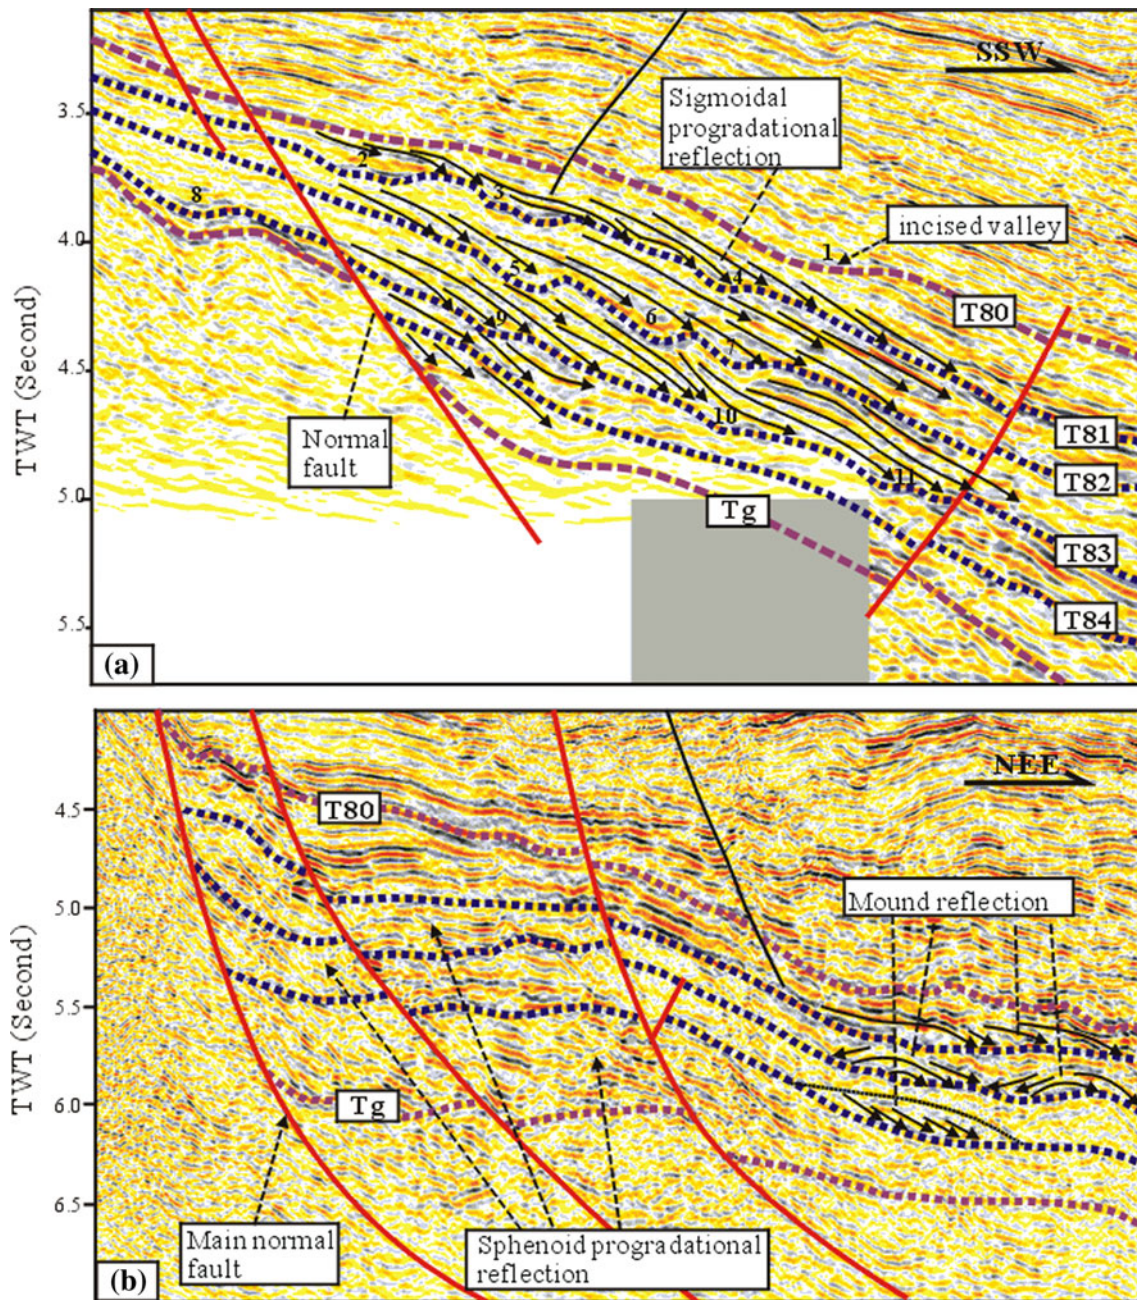 SSW
Sigmoidal
progradational
reflection
3.5
2
3
8
incised valley
1
4.0
4
5
T80
6
9
7
4.5
Normal
fault
10
T81
11
T82
5.0
Tg
T83
T84
5.5
(a)
TWT (Second)
NEE
T80
4.5
Mound reflection
5.0
5.5
Tg
6.0
6.5
Main normal
fault
Sphenoid progradational
reflection
(b)
TWT (Second)